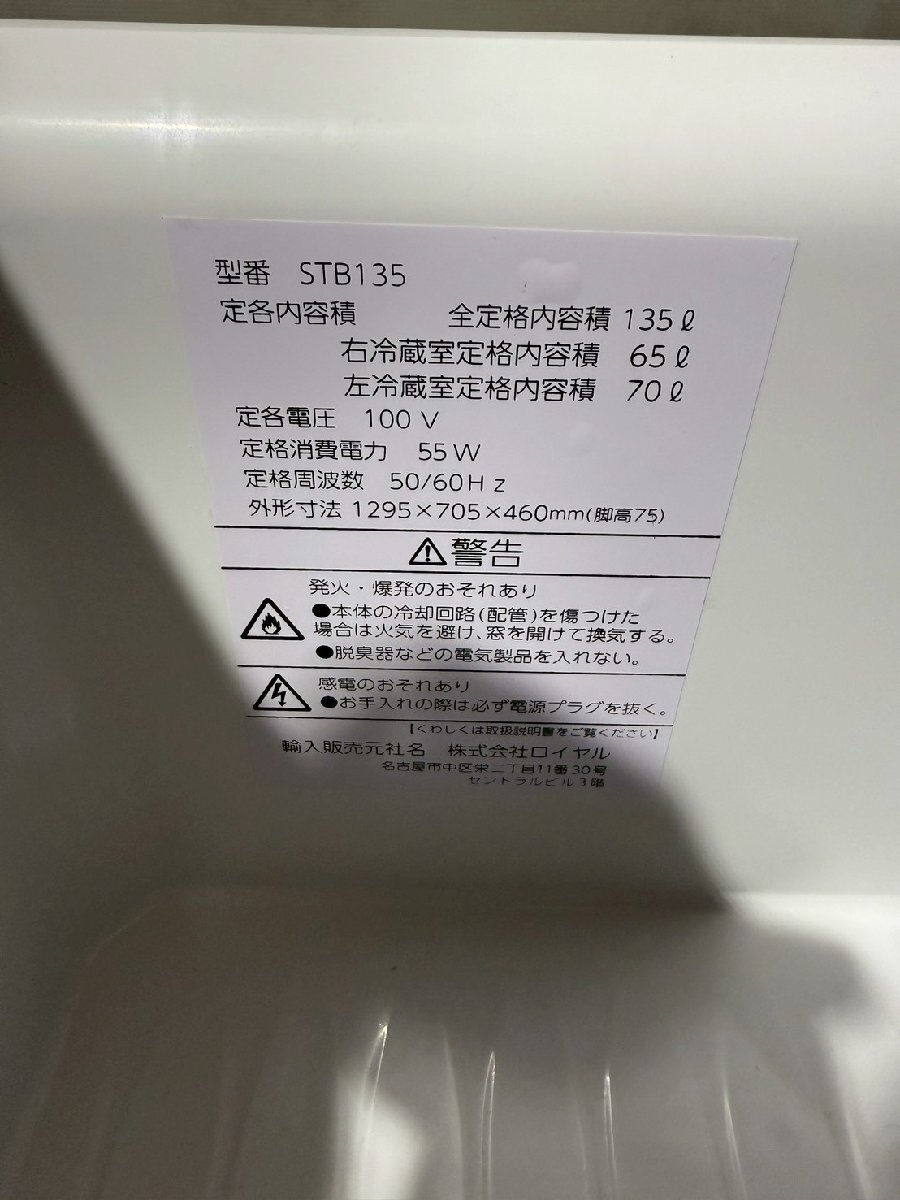 型番 STB135
定各内容積 全定格内容積 135ℓ
右冷蔵室定格内容積 65ℓ
左冷蔵室定格内容積 70ℓ
定各電圧 100V
定格消費電力 55W
定格周波数 50/60Hz
外形寸法 1295×705×460mm(脚高75)
⚠警告
発火・爆発のおそれあり
●本体の冷却回路(配管)を傷つけた
場合は火気を避け、窓を開けて換気する。
●脱臭器などの電気製品を入れない。
感電のおそれあり
●お手入れの際は必ず電源プラグを抜く。
【くわしくは取扱説明書をご覧ください】
輸入販売元社名 株式会社ロイヤル
名古屋市中区栄二丁目11番30号
セントラルビル3階